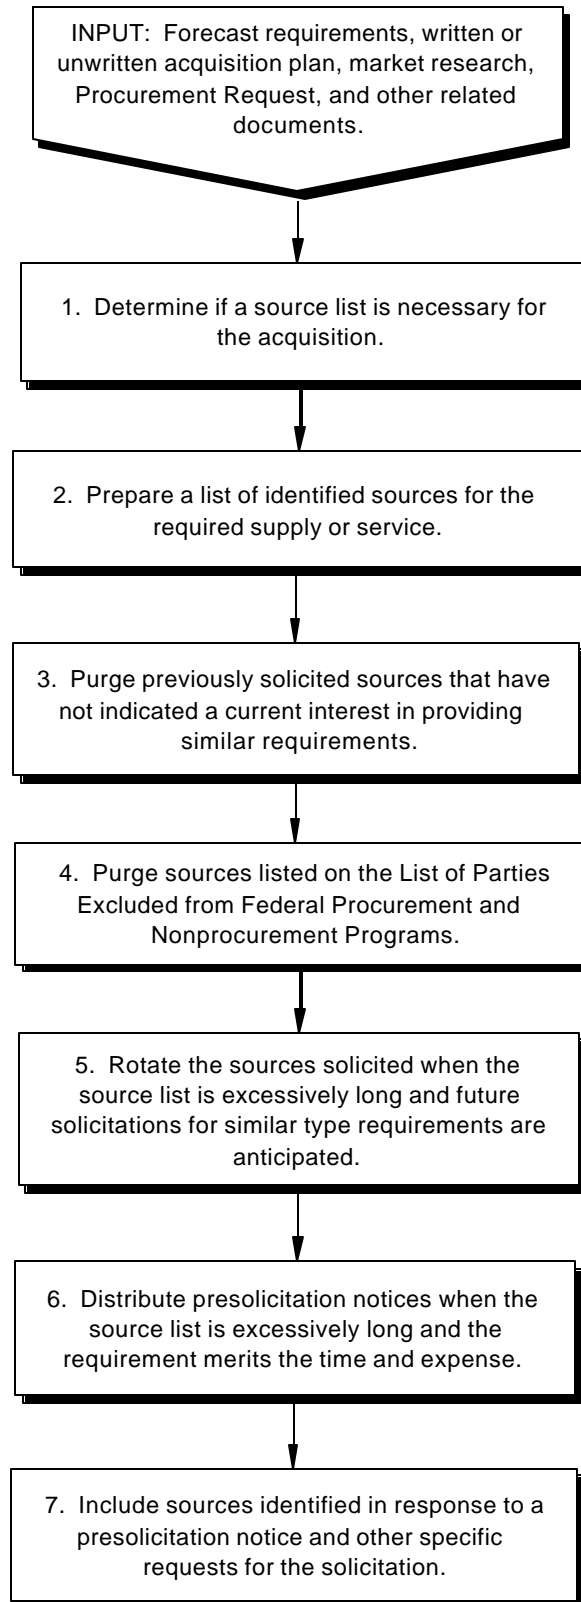 INPUT:  Forecast requirements, written or
unwritten acquisition plan, market research,
Procurement Request, and other related
documents.
1.  Determine if a source list is necessary for
the acquisition.
2.  Prepare a list of identified sources for the
required supply or service.
3.  Purge previously solicited sources that have
not indicated a current interest in providing
similar requirements.
4.  Purge sources listed on the List of Parties
Excluded from Federal Procurement and
Nonprocurement Programs.
5.  Rotate the sources solicited when the
source list is excessively long and future
solicitations for similar type requirements are
anticipated.
6.  Distribute presolicitation notices when the
source list is excessively long and the
requirement merits the time and expense.
7.  Include sources identified in response to a
presolicitation notice and other specific
requests for the solicitation.